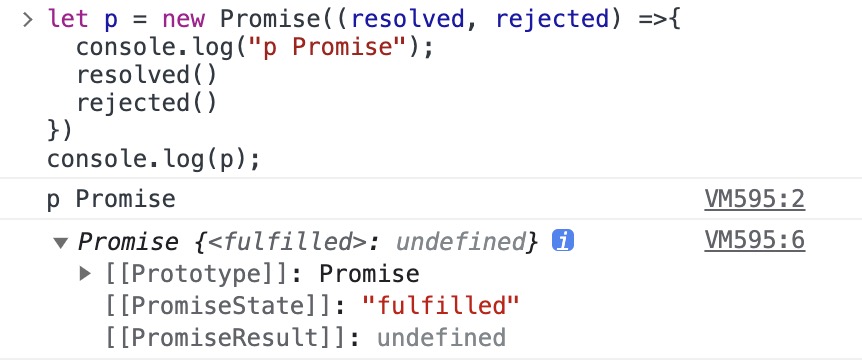 > let p = new Promise((resolved, rejected) =>{
console.log("p Promise");
resolved()
rejected()
})
console.log(p);
p Promise VM595:2
▼ Promise {<fulfilled>: undefined} i VM595:6
▶ [[Prototype]]: Promise
[[PromiseState]]: "fulfilled"
[[PromiseResult]]: undefined